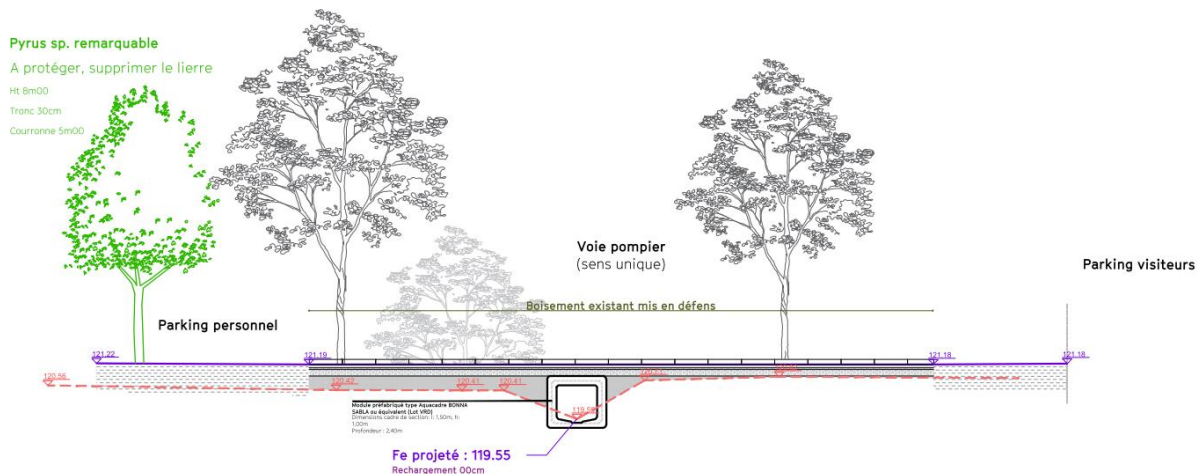 Pyrus sp. remarquable
A protéger, supprimer le lierre
Ht 8m00
Tronc 30cm
Courronne 5m00
Voie pompier
(sens unique)
Parking visiteurs
Boisement existant mis en défens
Parking personnel
121.22
121.19
121.18
121.18
120.56
120.42
120.41
120.41
Module préfabriqué type Aquacadre BONNA
SABLA ou équivalent (Lot VRD)
Dimensions cadre de section: l: 1,50m; h:
1,00m
Profondeur : 2,40m
Fe projeté : 119.55
Rechargement 00cm